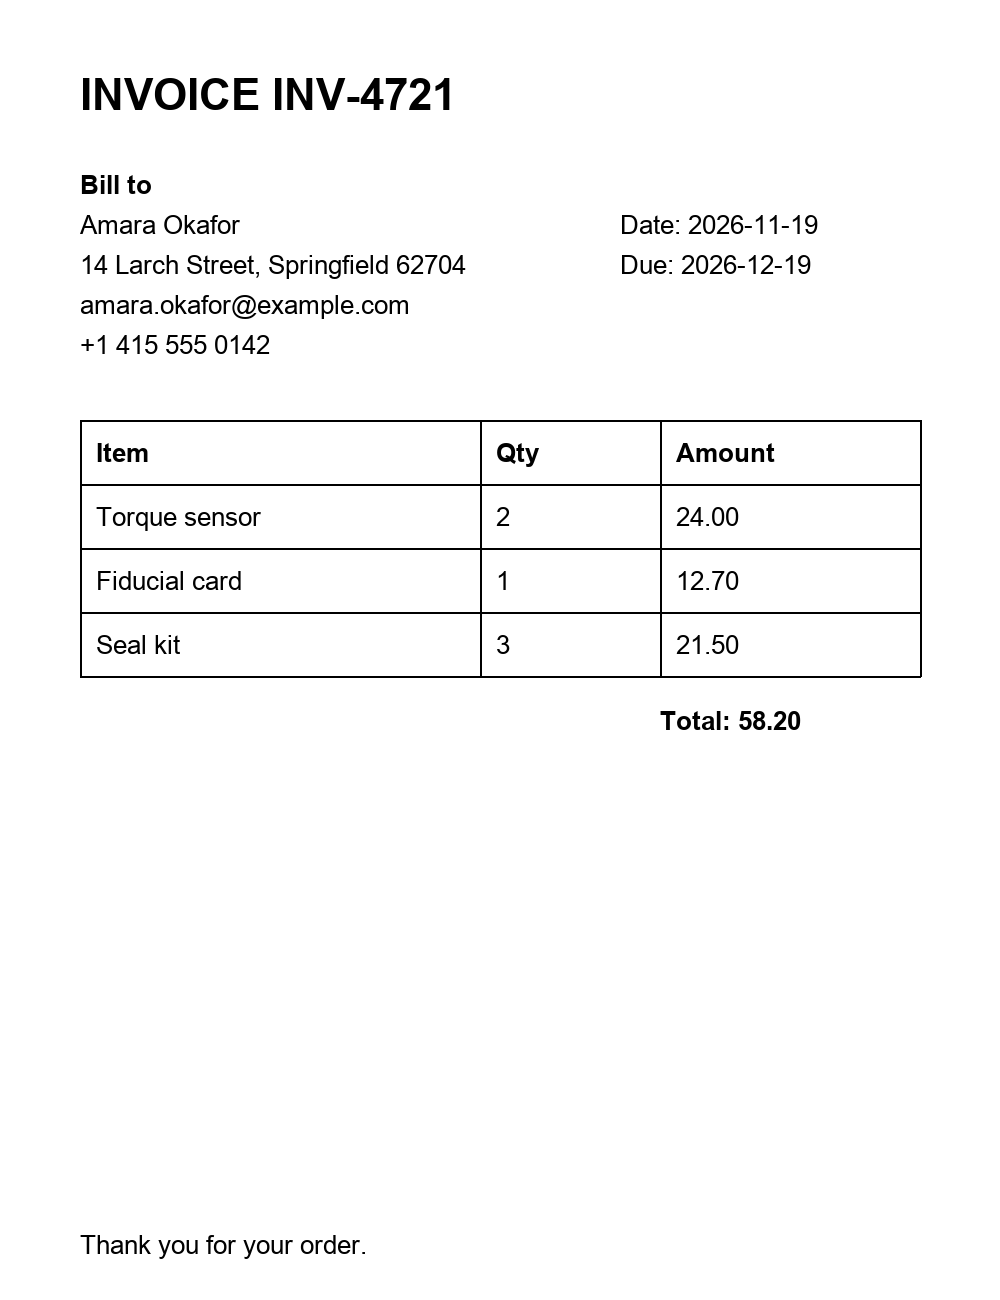 INVOICE INV-4721
Bill to
Amara Okafor
Date: 2026-11-19
14 Larch Street, Springfield 62704
Due: 2026-12-19
amara.okafor@example.com
+1 415 555 0142
Item Qty Amount
Torque sensor 2 24.00
Fiducial card 1 12.70
Seal kit 3 21.50
Total: 58.20
Thank you for your order.